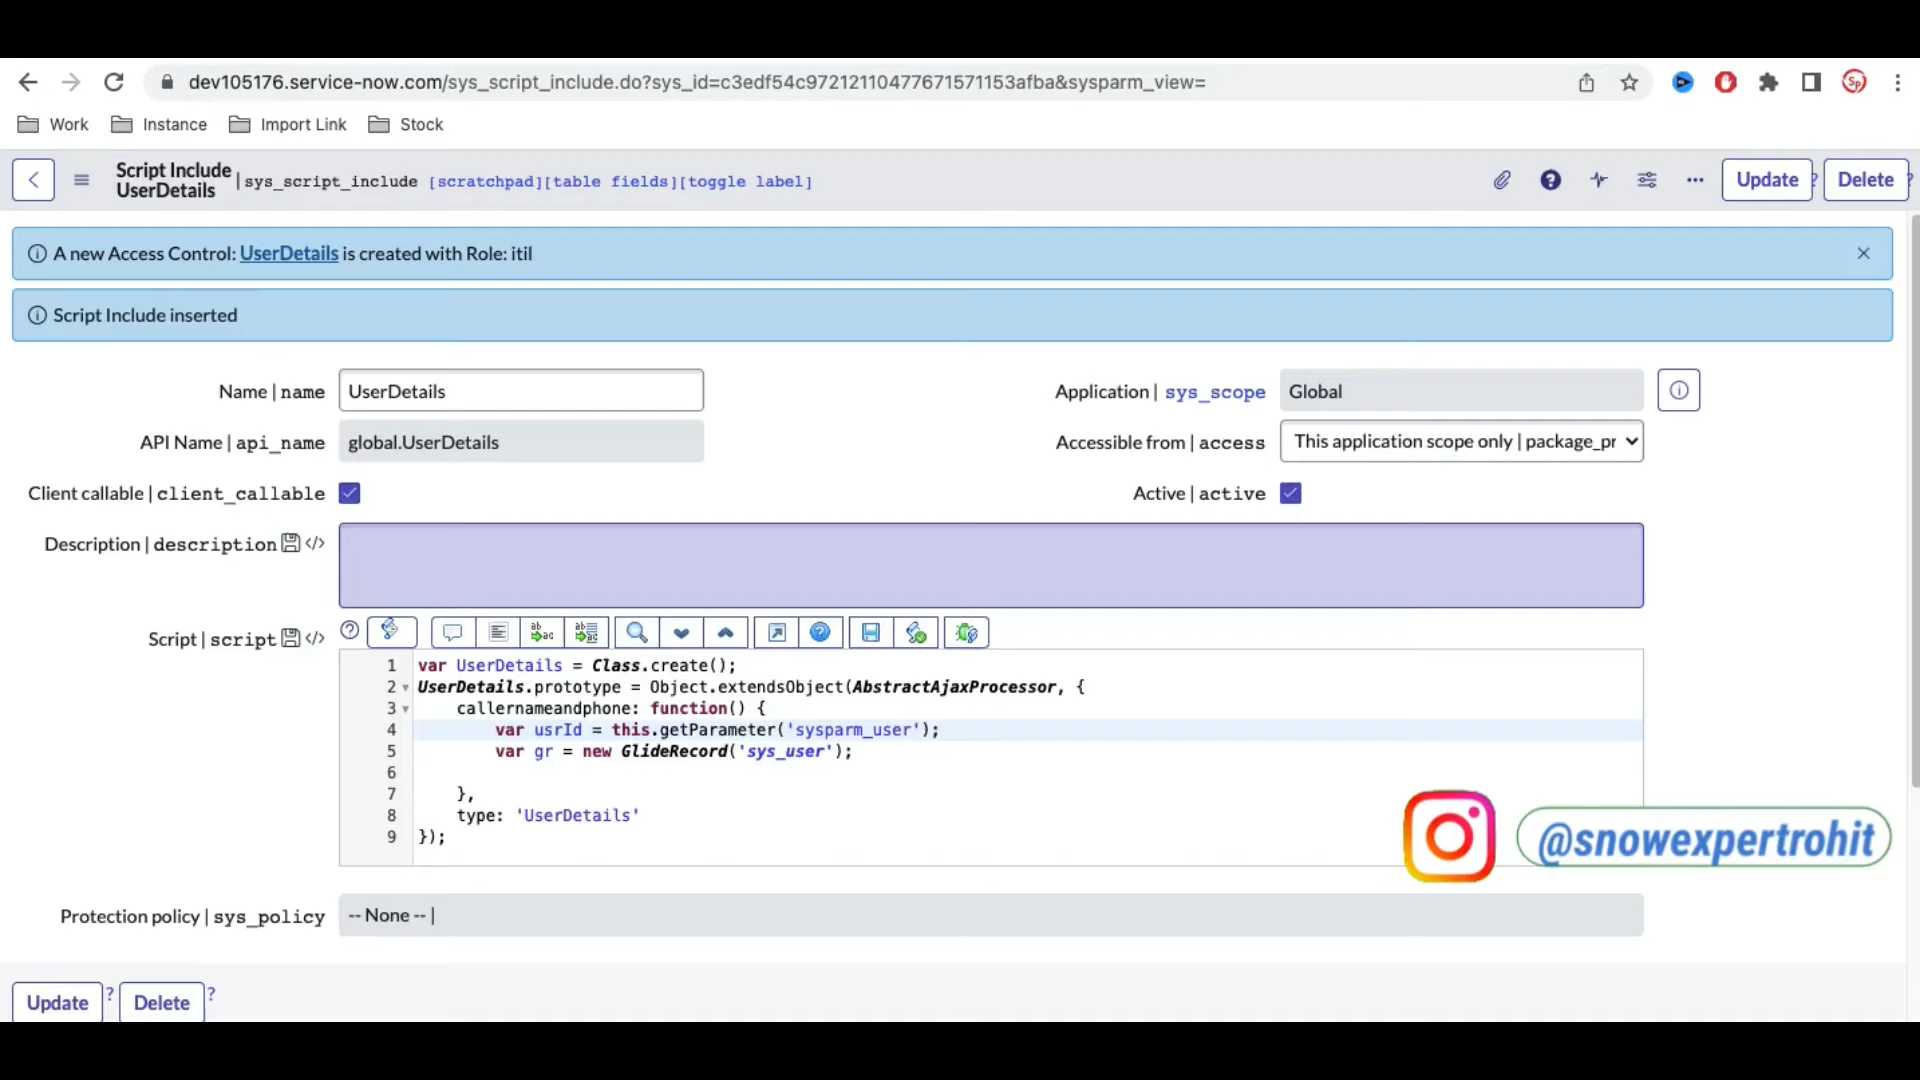 dev105176.service-now.com/sys_script_include.do?sys_id=c3edf54c97212110477671571153afba&sysparm_view=
Work Instance Import Link Stock
Script Include
UserDetails |sys_script_include [scratchpad][table fields][toggle label] Update ? Delete ?
A new Access Control: UserDetails is created with Role: itil
Script Include inserted
Name | name UserDetails Application | sys_scope Global
API Name | api_name global.UserDetails Accessible from | access This application scope only | package_pr
Client callable | client_callable Active | active
Description | description
Script | script
1 var UserDetails = Class.create();
2 UserDetails.prototype = Object.extendsObject(AbstractAjaxProcessor, {
3 callernameandphone: function() {
4 var usrId = this.getParameter('sysparm_user');
5 var gr = new GlideRecord('sys_user');
6
7 },
8 type: 'UserDetails'
9 });
@snowexpertrohit
Protection policy | sys_policy -- None -- |
Update ? Delete ?